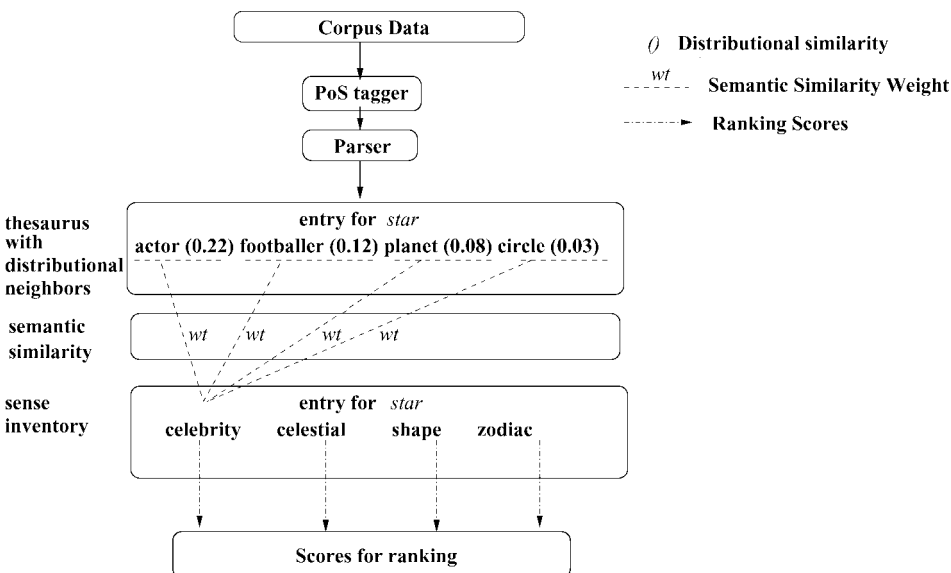 Corpus Data
() Distributional similarity
wt
Semantic Similarity Weight
PoS tagger
Ranking Scores
Parser
thesaurus
with
distributional
neighbors
entry for star
actor (0.22) footballer (0.12) planet (0.08) circle (0.03)
semantic
similarity
wt wt wt wt
sense
inventory
entry for star
celebrity celestial shape zodiac
Scores for ranking